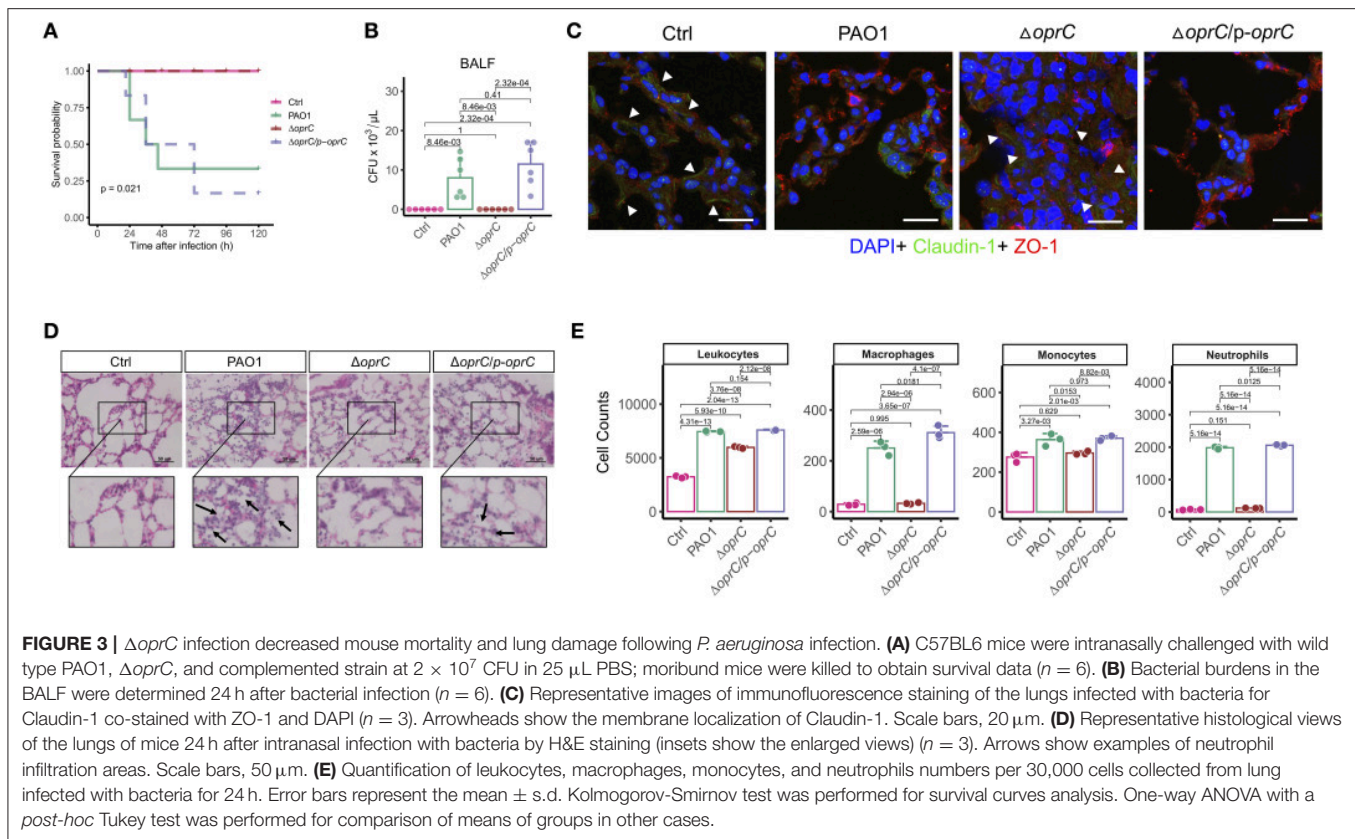 A
1.00
0.75
0.50
0.25
0.00
Survival probability
p = 0.021
0 24 48 72 96 120
Time after infection (h)
Ctrl
PAO1
ΔoprC
ΔoprC/p-oprC
B
BALF
2.32e-04
0.41
8.46e-03
2.32e-04
1
8.46e-03
15
10
5
0
CFU x 10³/μL
Ctrl
PAO1
ΔoprC
ΔoprC/p-oprC
C
Ctrl
PAO1
ΔoprC
ΔoprC/p-oprC
DAPI+ Claudin-1+ ZO-1
D
Ctrl
PAO1
ΔoprC
ΔoprC/p-oprC
E
Cell Counts
Leukocytes
2.12e-08
0.154
3.76e-08
2.04e-13
5.93e-10
4.31e-13
10000
5000
0
Ctrl
PAO1
ΔoprC
ΔoprC/p-oprC
Macrophages
4.1e-07
0.0181
2.94e-06
3.65e-07
0.995
2.59e-06
400
200
0
Ctrl
PAO1
ΔoprC
ΔoprC/p-oprC
Monocytes
8.82e-03
0.973
0.0153
2.01e-03
0.629
3.27e-03
600
400
200
0
Ctrl
PAO1
ΔoprC
ΔoprC/p-oprC
Neutrophils
5.16e-14
0.0125
5.16e-14
5.16e-14
0.151
5.16e-14
4000
3000
2000
1000
0
Ctrl
PAO1
ΔoprC
ΔoprC/p-oprC
FIGURE 3 | ΔoprC infection decreased mouse mortality and lung damage following P. aeruginosa infection. (A) C57BL6 mice were intranasally challenged with wild
type PAO1, ΔoprC, and complemented strain at 2 × 10⁷ CFU in 25 μL PBS; moribund mice were killed to obtain survival data (n = 6). (B) Bacterial burdens in the
BALF were determined 24 h after bacterial infection (n = 6). (C) Representative images of immunofluorescence staining of the lungs infected with bacteria for
Claudin-1 co-stained with ZO-1 and DAPI (n = 3). Arrowheads show the membrane localization of Claudin-1. Scale bars, 20 μm. (D) Representative histological views
of the lungs of mice 24 h after intranasal infection with bacteria by H&E staining (insets show the enlarged views) (n = 3). Arrows show examples of neutrophil
infiltration areas. Scale bars, 50 μm. (E) Quantification of leukocytes, macrophages, monocytes, and neutrophils numbers per 30,000 cells collected from lung
infected with bacteria for 24 h. Error bars represent the mean ± s.d. Kolmogorov-Smirnov test was performed for survival curves analysis. One-way ANOVA with a
post-hoc Tukey test was performed for comparison of means of groups in other cases.